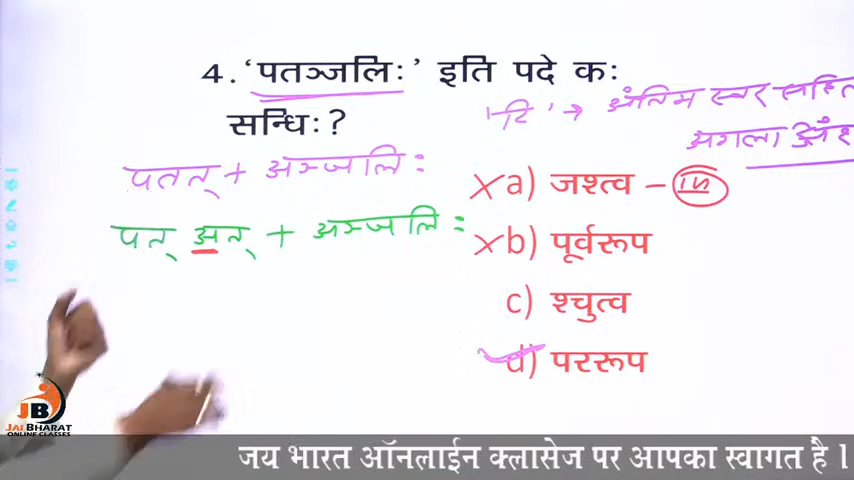 4. ‘पतञ्जलिः’ इति पदे कः
सन्धिः?
'टि' → अंतिम स्वर सहित
अगला अंश
पतत् + अञ्जलिः
पत् अत् + अञ्जलिः
a) जश्त्व –
b) पूर्वरूप
c) श्चुत्व
d) पररूप
JB
JAI BHARAT
ONLINE CLASSES
जय भारत ऑनलाईन क्लासेज पर आपका स्वागत है।